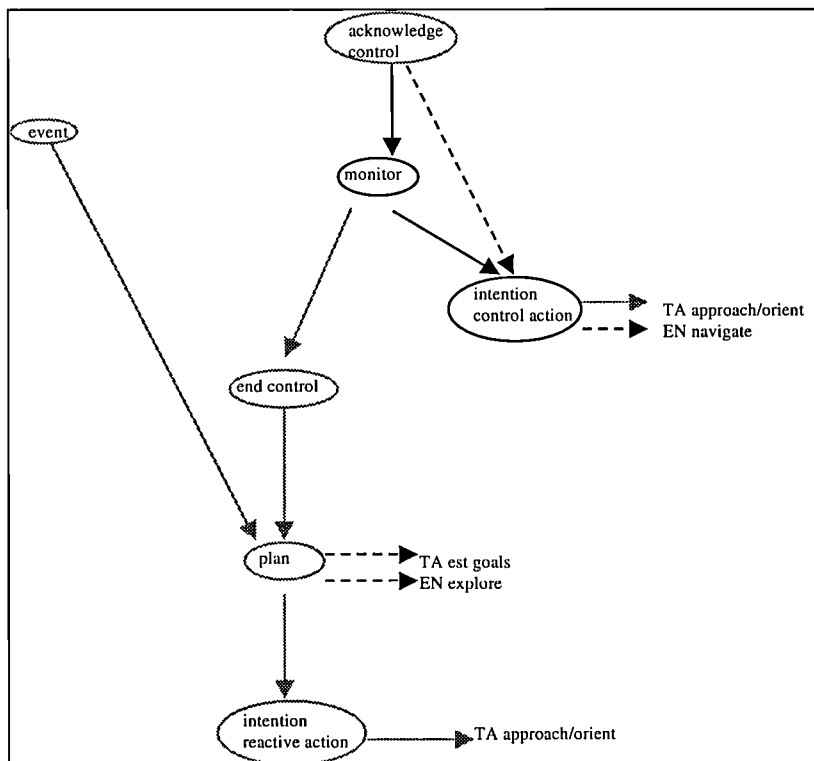 acknowledge
control
event
monitor
intention
control action
TA approach/orient
EN navigate
end control
plan
TA est goals
EN explore
intention
reactive action
TA approach/orient